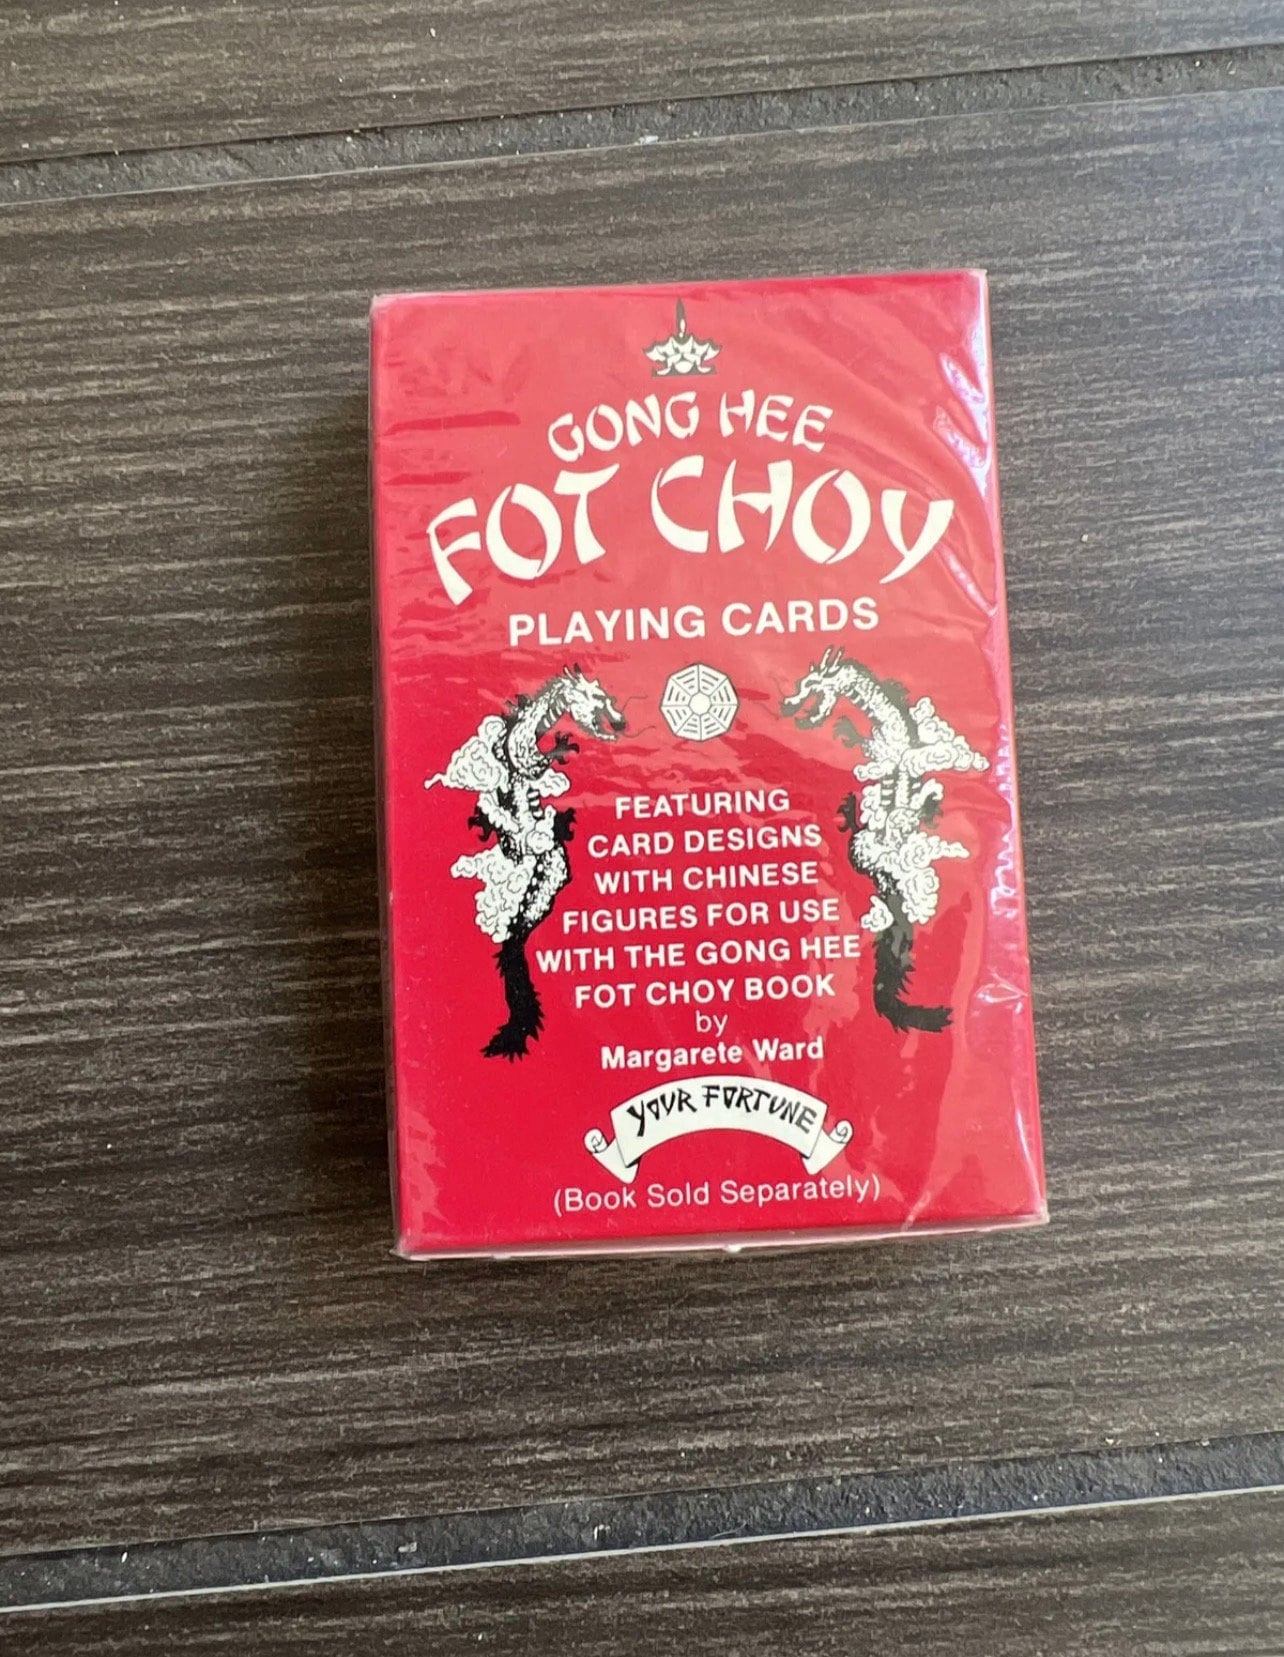 GONG HEE
FOT CHOY
PLAYING CARDS
FEATURING
CARD DESIGNS
WITH CHINESE
FIGURES FOR USE
WITH THE GONG HEE
FOT CHOY BOOK
by
Margarete Ward
YOUR FORTUNE
(Book Sold Separately)